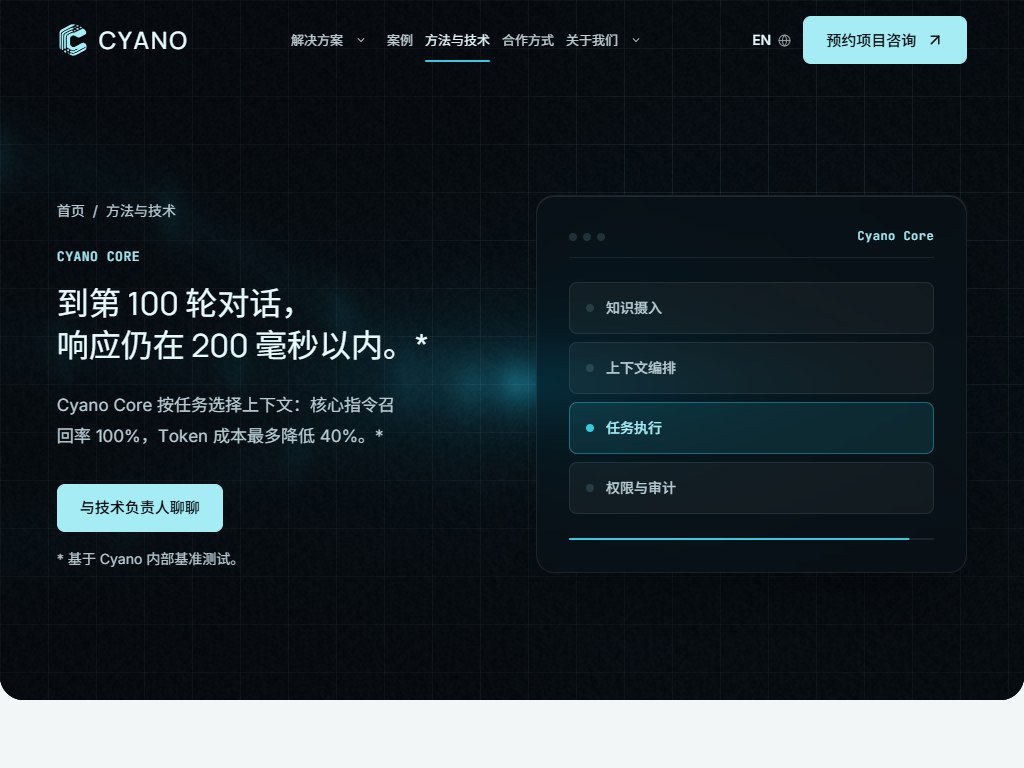 CYANO
解决方案
案例
方法与技术
合作方式
关于我们
EN
预约项目咨询
首页 / 方法与技术
CYANO CORE
到第 100 轮对话，
响应仍在 200 毫秒以内。*
Cyano Core 按任务选择上下文：核心指令召
回率 100%，Token 成本最多降低 40%。*
与技术负责人聊聊
* 基于 Cyano 内部基准测试。
Cyano Core
知识摄入
上下文编排
任务执行
权限与审计